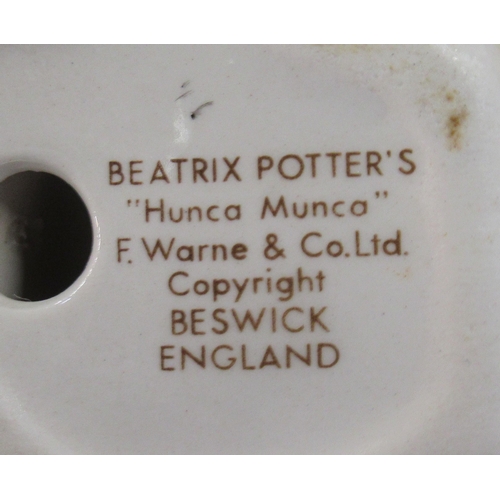 BEATRIX POTTER'S
"Hunca Munca"
F. Warne & Co. Ltd.
Copyright
BESWICK
ENGLAND